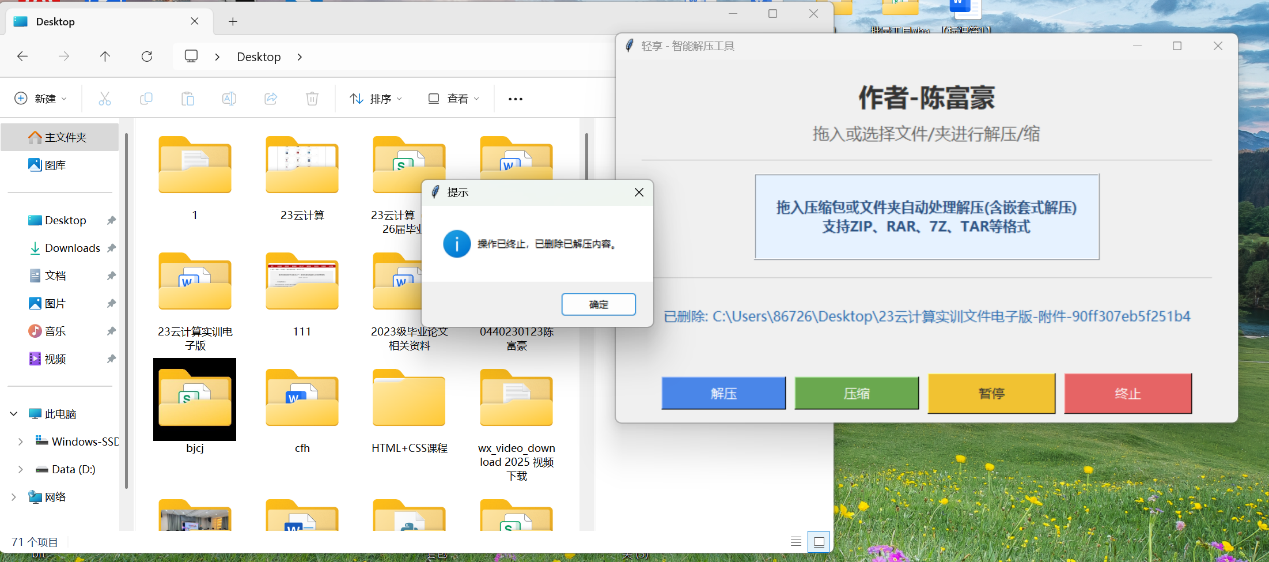 Desktop
Desktop
新建
排序
查看
主文件夹
图库
Desktop
Downloads
文档
图片
音乐
视频
此电脑
Windows-SSD
Data (D:)
网络
1
23云计算
23云计算
26届毕业
23云计算实训电
子版
111
2023级毕业论文
相关资料
0440230123陈
富豪
bjcj
cfh
HTML+CSS课程
wx_video_down
load 2025 视频
下载
71 个项目
提示
操作已终止，已删除已解压内容。
确定
轻享 - 智能解压工具
作者-陈富豪
拖入或选择文件/夹进行解压/缩
拖入压缩包或文件夹自动处理解压(含嵌套式解压)
支持ZIP、RAR、7Z、TAR等格式
已删除: C:\Users\86726\Desktop\23云计算实训文件电子版-附件-90ff307eb5f251b4
解压
压缩
暂停
终止